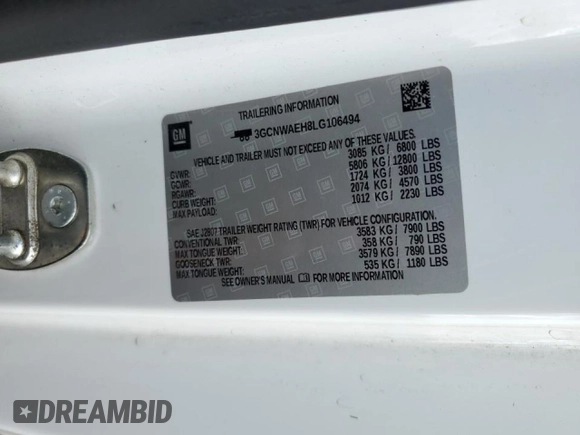 TRAILERING INFORMATION
GM
3GCNWAEH8LG106494
VEHICLE AND TRAILER MUST NOT EXCEED ANY OF THESE VALUES.
GVWR: 3085 KG / 6800 LBS
GCWR: 5806 KG / 12800 LBS
RGAWR: 1724 KG / 3800 LBS
CURB WEIGHT: 2074 KG / 4570 LBS
MAX PAYLOAD: 1012 KG / 2230 LBS
SAE J2807 TRAILER WEIGHT RATING (TWR) FOR VEHICLE CONFIGURATION.
CONVENTIONAL TWR: 3583 KG / 7900 LBS
MAX TONGUE WEIGHT: 358 KG / 790 LBS
GOOSENECK TWR: 3579 KG / 7890 LBS
MAX TONGUE WEIGHT: 535 KG / 1180 LBS
SEE OWNER'S MANUAL FOR MORE INFORMATION
DREAMBID